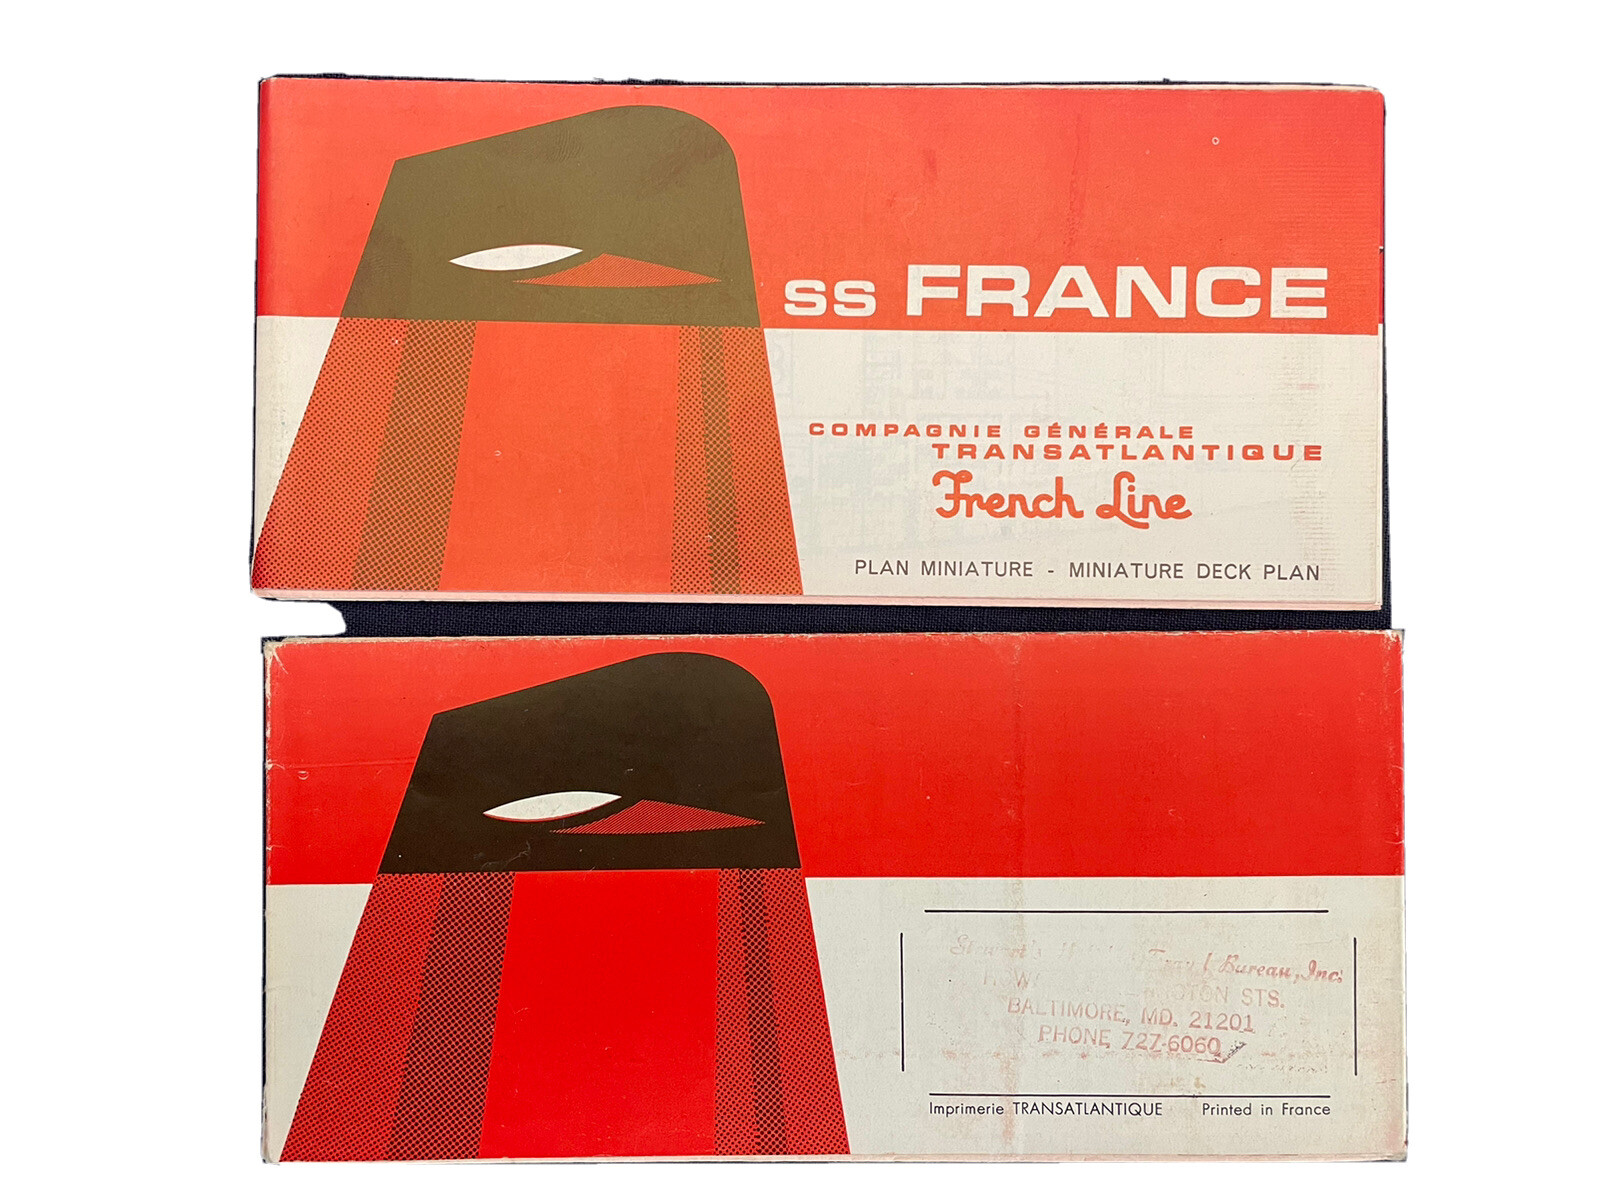 ss FRANCE
COMPAGNIE GÉNÉRALE
TRANSATLANTIQUE
French Line
PLAN MINIATURE - MINIATURE DECK PLAN
Bureau, Inc.
STS.
BALTIMORE, MD. 21201
PHONE 727-6060
Imprimerie TRANSATLANTIQUE Printed in France